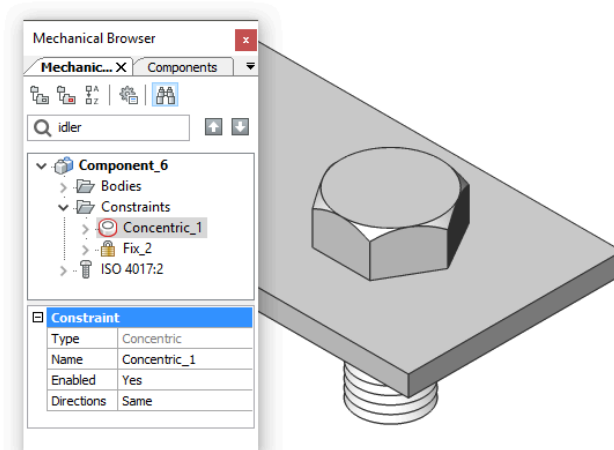 Mechanical Browser
x
Mechanic... X Components
A
Z
idler
Component_6
Bodies
Constraints
Concentric_1
Fix_2
ISO 4017:2
Constraint
Type Concentric
Name Concentric_1
Enabled Yes
Directions Same